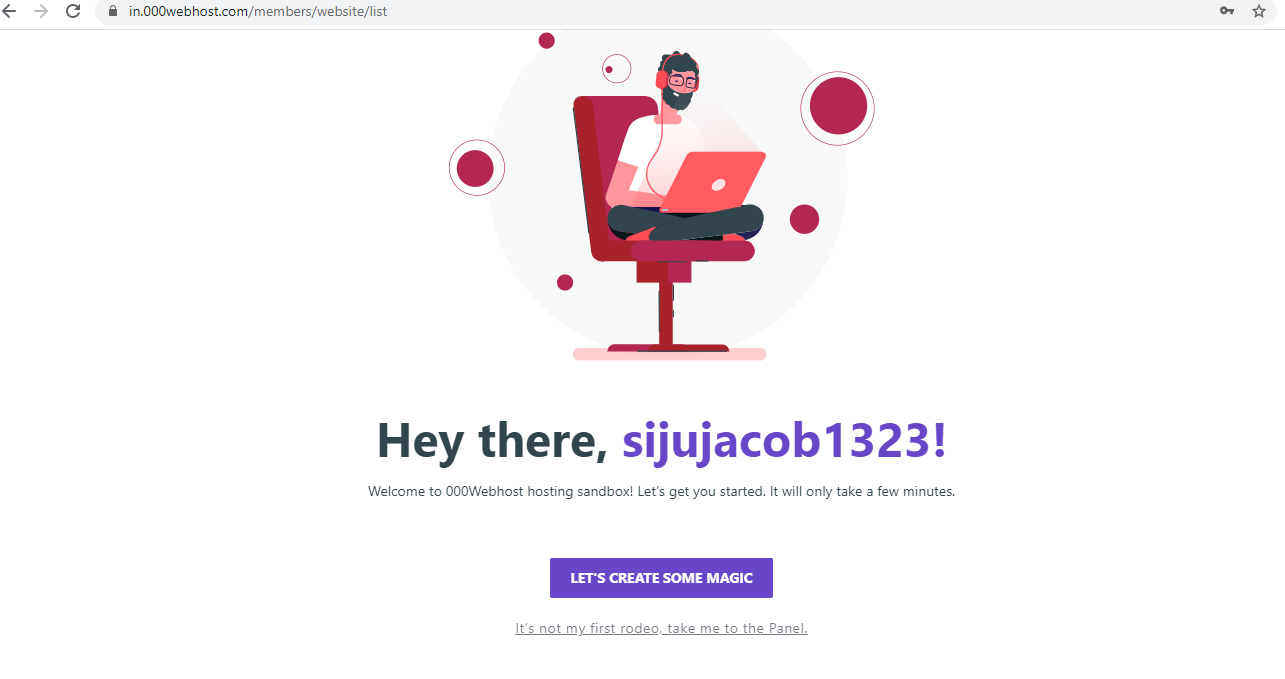 in.000webhost.com/members/website/list
Hey there, sijujacob1323!
Welcome to 000Webhost hosting sandbox! Let's get you started. It will only take a few minutes.
LET'S CREATE SOME MAGIC
It's not my first rodeo, take me to the Panel.